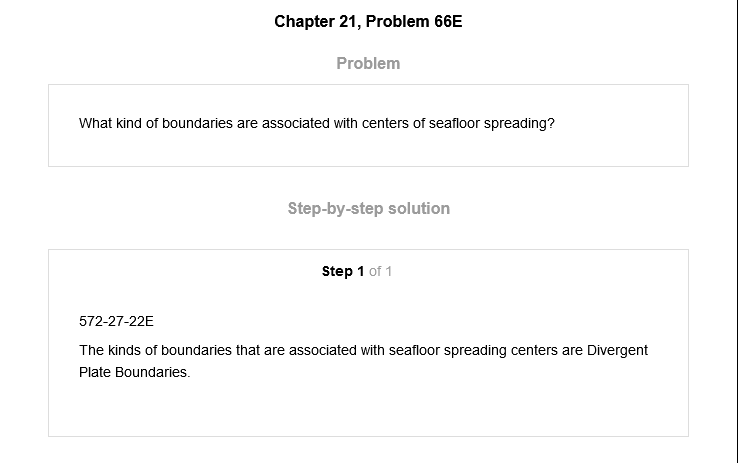 Chapter 21, Problem 66E
Problem
What kind of boundaries are associated with centers of seafloor spreading?
Step-by-step solution
Step 1 of 1
572-27-22E
The kinds of boundaries that are associated with seafloor spreading centers are Divergent
Plate Boundaries.